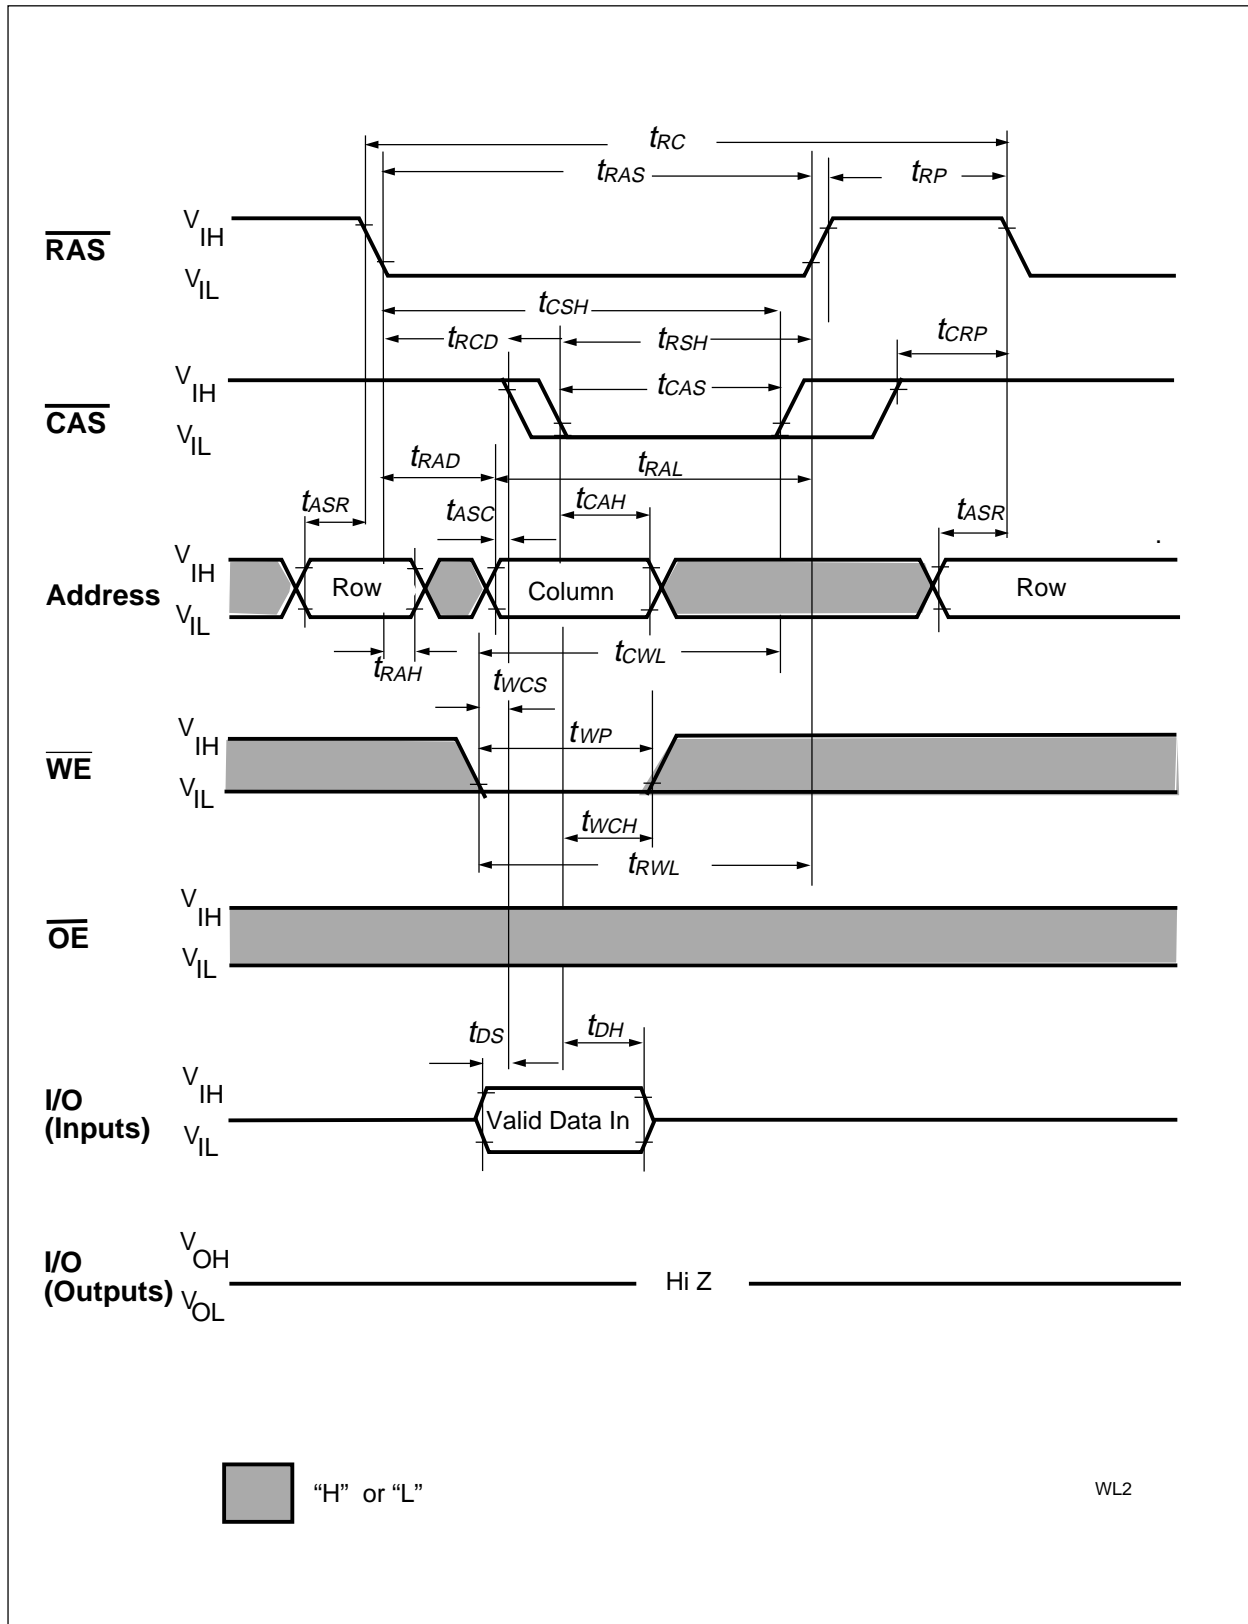 tRC
tRAS
tRP
RAS
VIH
VIL
tCSH
tRCD
tRSH
tCRP
CAS
VIH
VIL
tCAS
tRAD
tRAL
tASR
tASC
tCAH
tASR
Address
VIH
VIL
Row
Column
Row
tRAH
tCWL
tWCS
WE
VIH
VIL
tWP
tWCH
tRWL
OE
VIH
VIL
tDS
tDH
I/O
(Inputs)
VIH
VIL
Valid Data In
I/O
(Outputs)
VOH
VOL
Hi Z
“H” or “L”
WL2